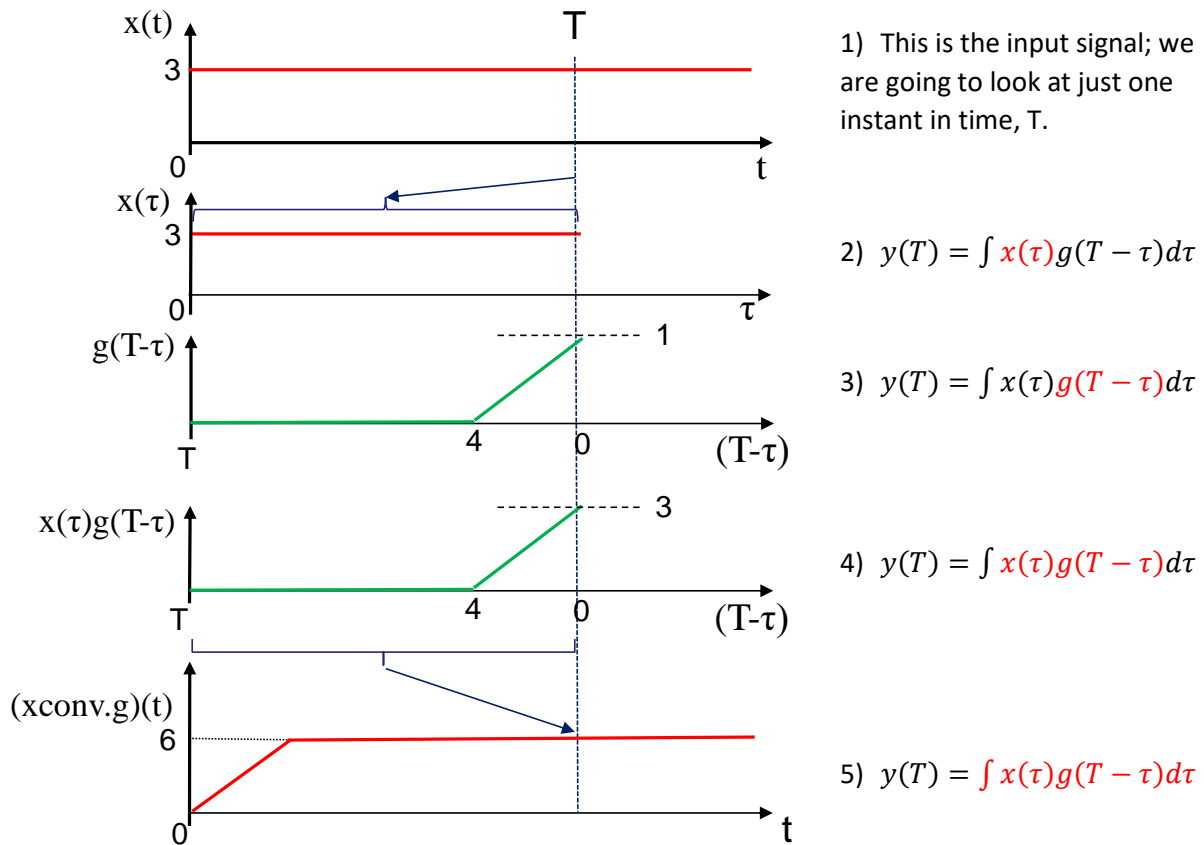 x(t)
T
3
0
t
1) This is the input signal; we
are going to look at just one
instant in time, T.
x(τ)
3
0
τ
2) y(T) = ∫ x(τ)g(T − τ)dτ
g(T-τ)
1
T
4
0
(T-τ)
3) y(T) = ∫ x(τ)g(T − τ)dτ
x(τ)g(T-τ)
3
T
4
0
(T-τ)
4) y(T) = ∫ x(τ)g(T − τ)dτ
(xconv.g)(t)
6
0
t
5) y(T) = ∫ x(τ)g(T − τ)dτ